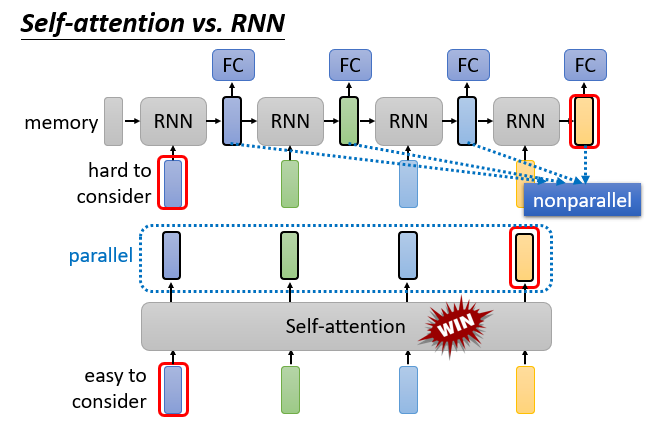 Self-attention vs. RNN
FC FC FC FC
memory RNN RNN RNN RNN
hard to
consider
nonparallel
parallel
Self-attention WIN
easy to
consider